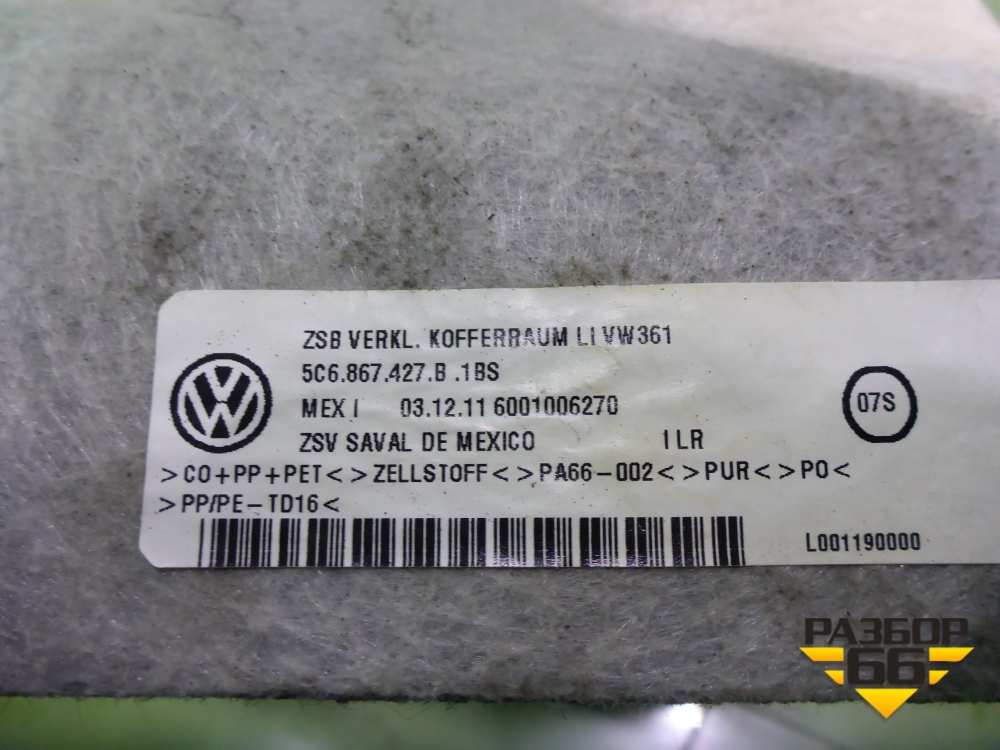 ZSB VERKL. KOFFERRAUM LI VW361
5C6.867.427.B .1BS
MEX I 03.12.11 6001006270
ZSV SAVAL DE MEXICO 1LR
07S
>CO+PP+PET<>ZELLSTOFF<>PA66-002<>PUR<>PO<
>PP/PE-TD16<
L001190000
РАЗБОР
66